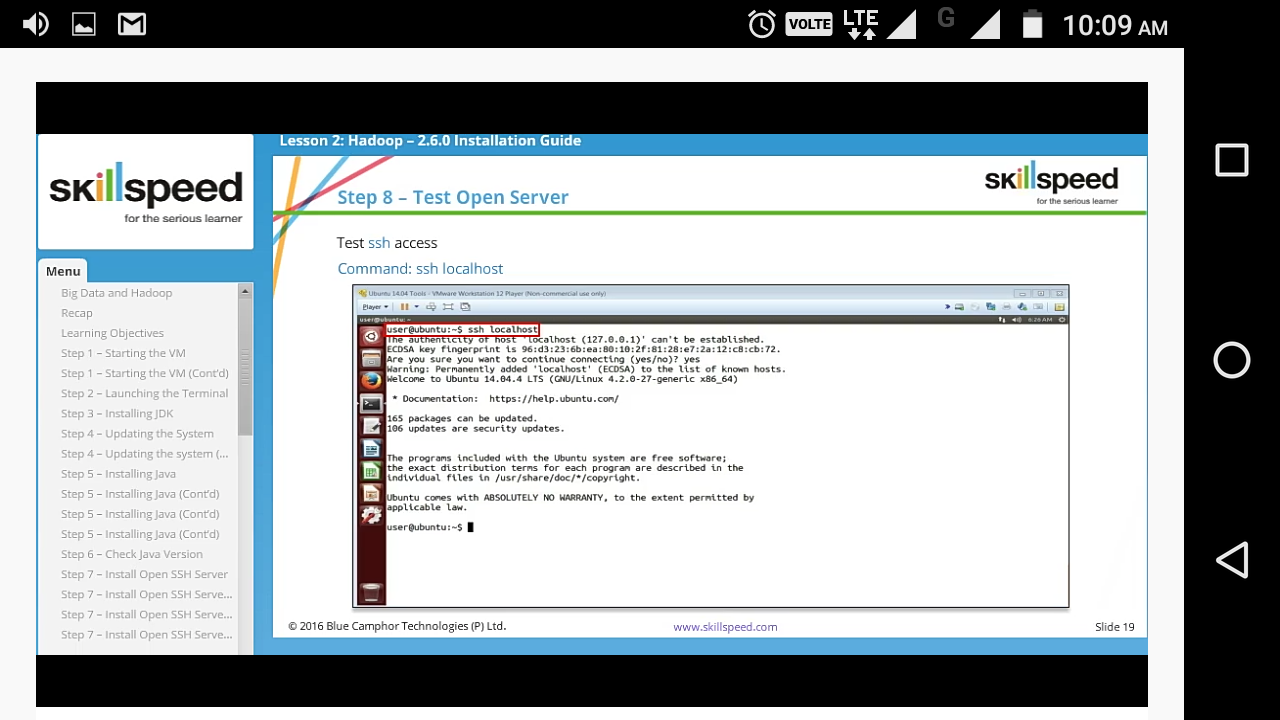 VOLTE LTE G 10:09 AM
Lesson 2: Hadoop – 2.6.0 Installation Guide
skillspeed
for the serious learner
Menu
Big Data and Hadoop
Recap
Learning Objectives
Step 1 – Starting the VM
Step 1 – Starting the VM (Cont'd)
Step 2 – Launching the Terminal
Step 3 – Installing JDK
Step 4 – Updating the System
Step 4 – Updating the system (...
Step 5 – Installing Java
Step 5 – Installing Java (Cont'd)
Step 5 – Installing Java (Cont'd)
Step 5 – Installing Java (Cont'd)
Step 6 – Check Java Version
Step 7 – Install Open SSH Server
Step 7 – Install Open SSH Serve...
Step 7 – Install Open SSH Serve...
Step 7 – Install Open SSH Serve...
Step 8 – Test Open Server
skillspeed
for the serious learner
Test ssh access
Command: ssh localhost
Ubuntu 14.04 Tools - VMware Workstation 12 Player (Non-commercial use only)
Player
user@ubuntu: ~ 6:28 AM
user@ubuntu:~$ ssh localhost
The authenticity of host 'localhost (127.0.0.1)' can't be established.
ECDSA key fingerprint is 96:d3:23:6b:ea:80:10:2f:81:28:e7:2a:12:c8:cb:72.
Are you sure you want to continue connecting (yes/no)? yes
Warning: Permanently added 'localhost' (ECDSA) to the list of known hosts.
Welcome to Ubuntu 14.04.4 LTS (GNU/Linux 4.2.0-27-generic x86_64)
* Documentation:  https://help.ubuntu.com/
165 packages can be updated.
106 updates are security updates.
The programs included with the Ubuntu system are free software;
the exact distribution terms for each program are described in the
individual files in /usr/share/doc/*/copyright.
Ubuntu comes with ABSOLUTELY NO WARRANTY, to the extent permitted by
applicable law.
user@ubuntu:~$
© 2016 Blue Camphor Technologies (P) Ltd. www.skillspeed.com Slide 19